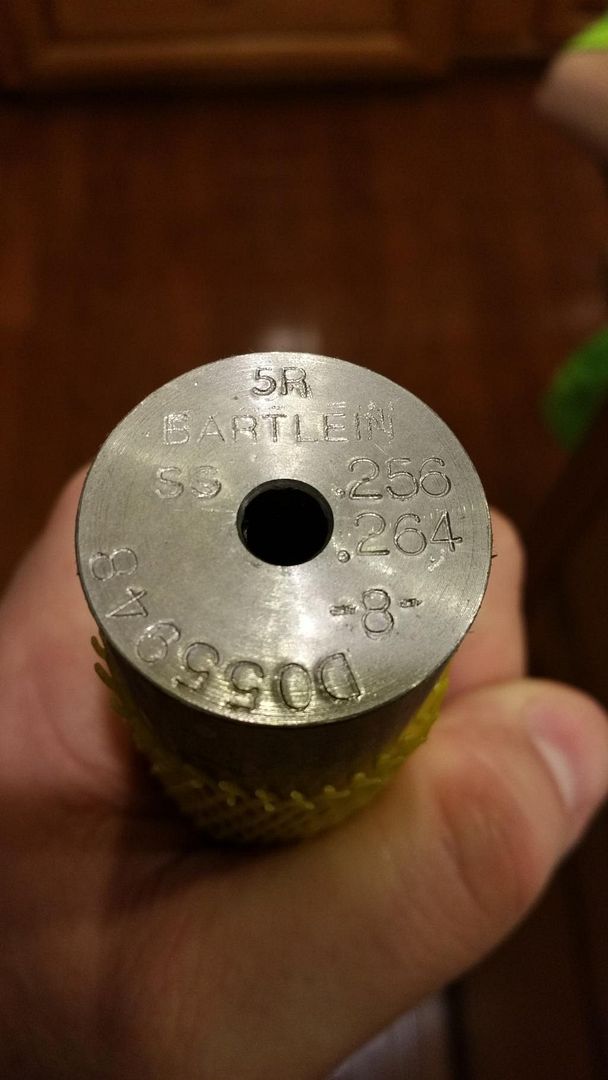 5R
BARTLEIN
SS .256
.264
-8-
D055948